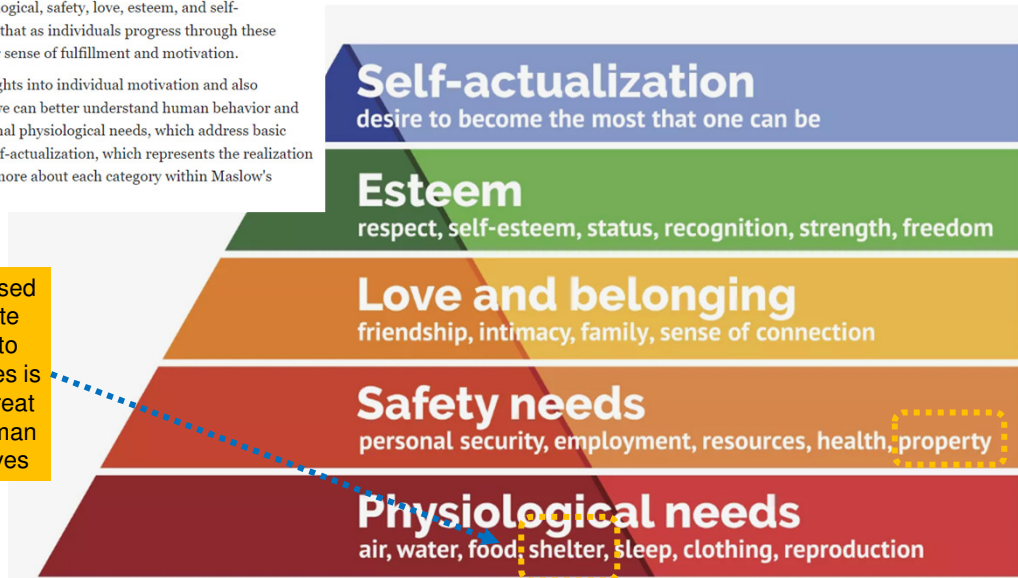 ogical, safety, love, esteem, and self-
that as individuals progress through these
sense of fulfillment and motivation.
ghts into individual motivation and also
ve can better understand human behavior and
nal physiological needs, which address basic
lf-actualization, which represents the realization
more about each category within Maslow's
Self-actualization
desire to become the most that one can be
Esteem
respect, self-esteem, status, recognition, strength, freedom
Love and belonging
friendship, intimacy, family, sense of connection
Safety needs
personal security, employment, resources, health, property
Physiological needs
air, water, food, shelter, sleep, clothing, reproduction
sed
te
to
es is
reat
man
ves